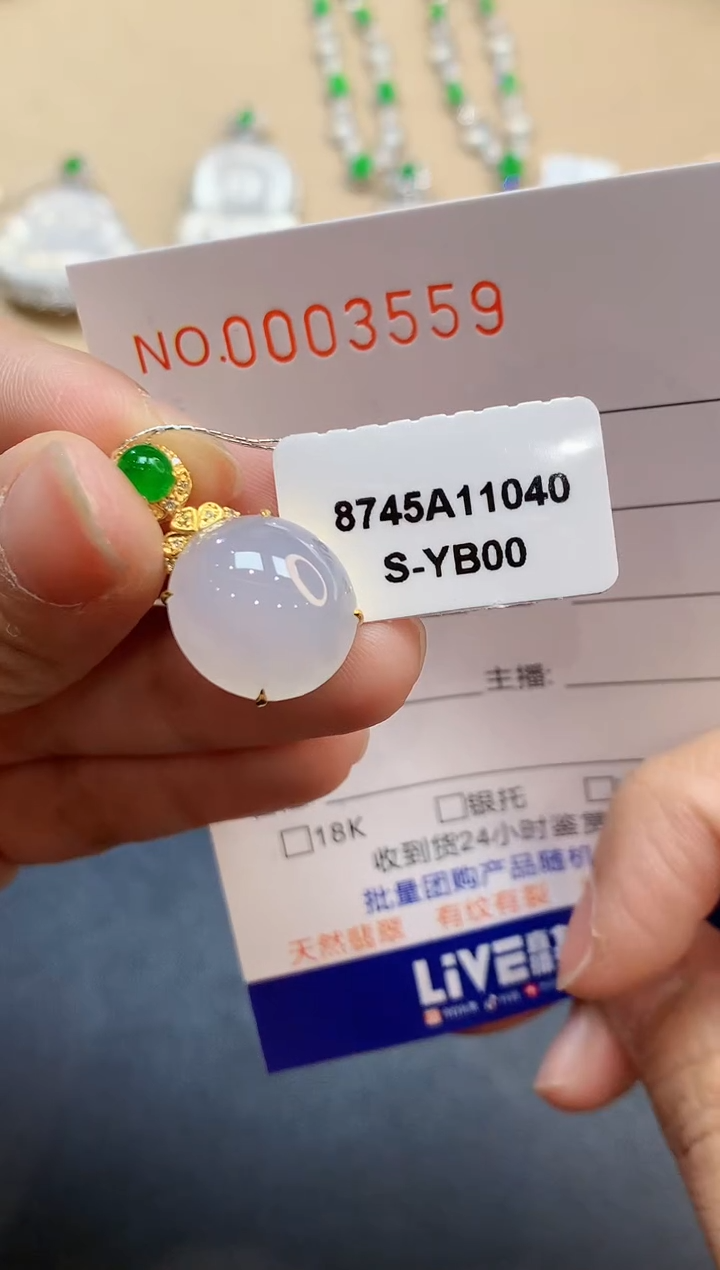 NO.0003559
8745A11040
S-YB00
主播:
□18K
□银托
收到货24小时鉴赏
批量团购产品随机
天然翡翠 有纹有裂
LiVE